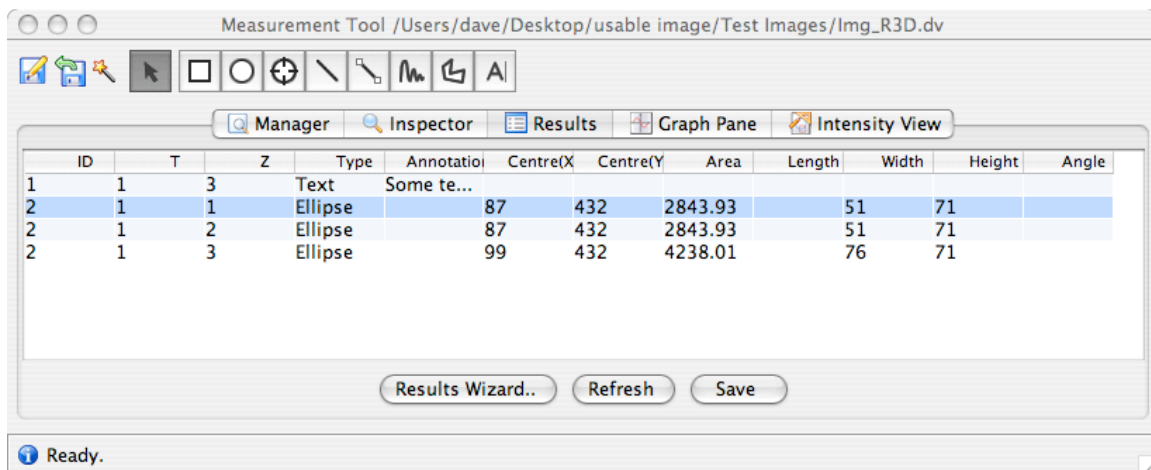 Measurement Tool /Users/dave/Desktop/usable image/Test Images/Img_R3D.dv
A
Manager Inspector Results Graph Pane Intensity View
ID T Z Type Annotatio Centre(X Centre(Y Area Length Width Height Angle
1 1 3 Text Some te...
2 1 1 Ellipse 87 432 2843.93 51 71
2 1 2 Ellipse 87 432 2843.93 51 71
2 1 3 Ellipse 99 432 4238.01 76 71
Results Wizard.. Refresh Save
Ready.